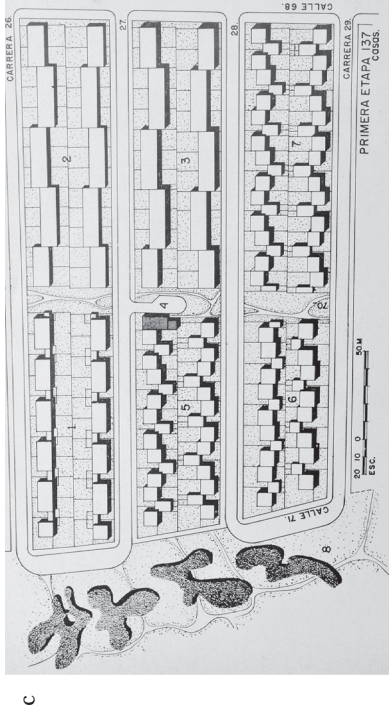 CALLE 68.
CARRERA 26.
27.
28.
CARRERA 29.
PRIMERA ETAPA 137
CASAS.
2
3
7
4
70.
1
5
6
CALLE 71.
20 10 0 50 M
ESC.
8
C